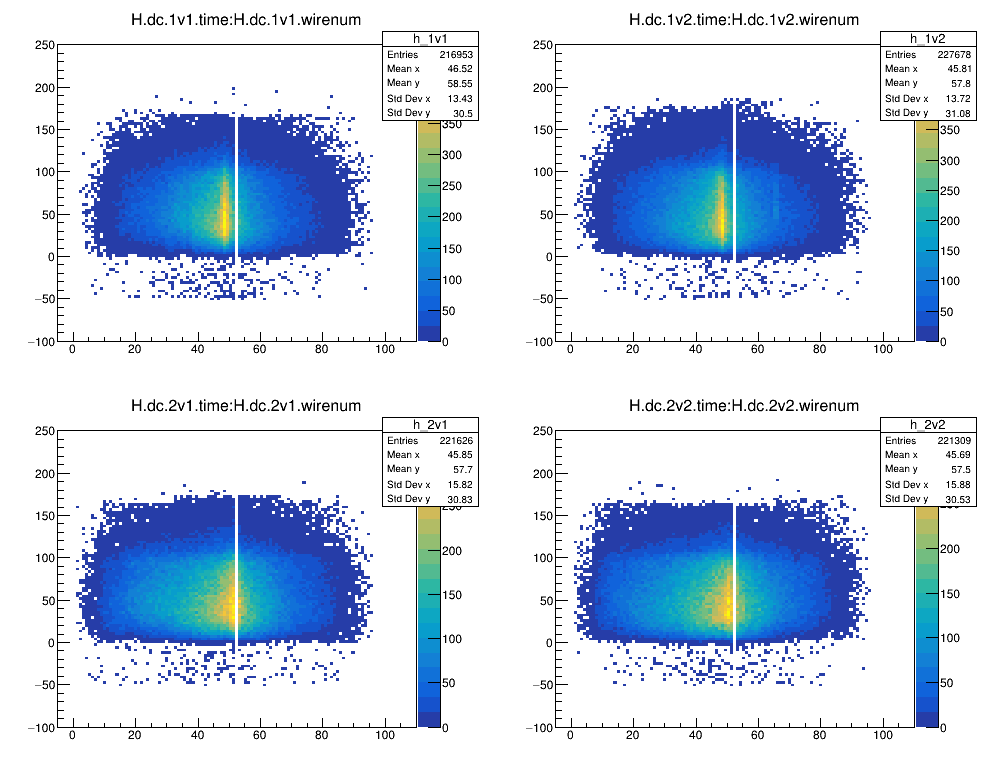 H.dc.1v1.time:H.dc.1v1.wirenum
h_1v1
Entries 216953
Mean x 46.52
Mean y 58.55
Std Dev x 13.43
Std Dev y 30.5
250
200
150
100
50
0
−50
−100
0 20 40 60 80 100
350
300
250
200
150
100
50
0
H.dc.1v2.time:H.dc.1v2.wirenum
h_1v2
Entries 227678
Mean x 45.81
Mean y 57.8
Std Dev x 13.72
Std Dev y 31.08
250
200
150
100
50
0
−50
−100
0 20 40 60 80 100
350
300
250
200
150
100
50
0
H.dc.2v1.time:H.dc.2v1.wirenum
h_2v1
Entries 221626
Mean x 45.85
Mean y 57.7
Std Dev x 15.82
Std Dev y 30.83
250
200
150
100
50
0
−50
−100
0 20 40 60 80 100
250
200
150
100
50
0
H.dc.2v2.time:H.dc.2v2.wirenum
h_2v2
Entries 221309
Mean x 45.69
Mean y 57.5
Std Dev x 15.88
Std Dev y 30.53
250
200
150
100
50
0
−50
−100
0 20 40 60 80 100
200
150
100
50
0